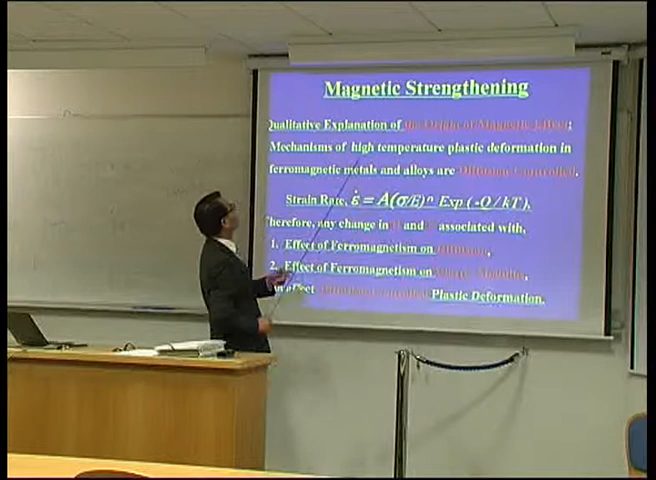 Magnetic Strengthening
Qualitative Explanation of the Origin of Magnetic Effect:
Mechanisms of high temperature plastic deformation in
ferromagnetic metals and alloys are Diffusion Controlled.
Strain Rate, ε̇ = A(σ/E)ⁿ Exp (-Q / kT),
Therefore, any change in and associated with,
1. Effect of Ferromagnetism on Diffusion,
2. Effect of Ferromagnetism on Elastic Modulus,
affect Diffusion Controlled Plastic Deformation.